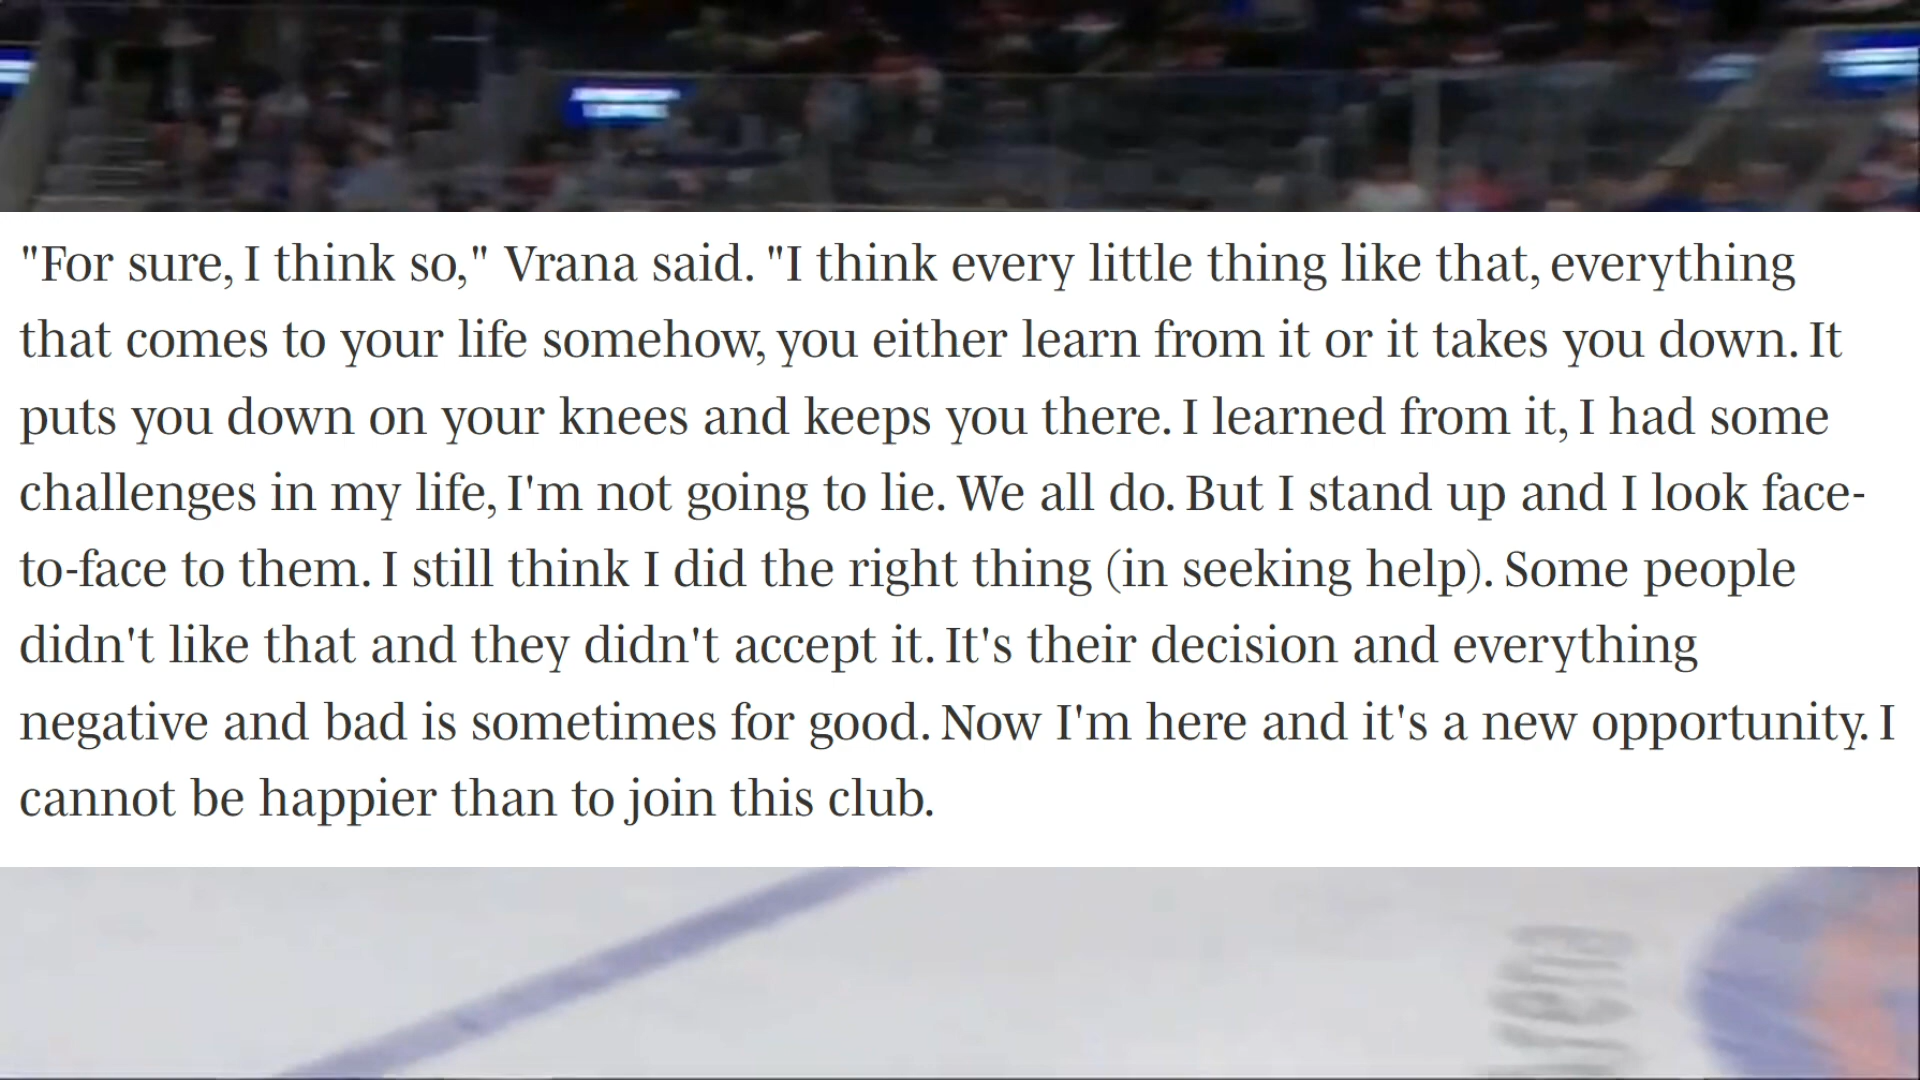 "For sure, I think so," Vrana said. "I think every little thing like that, everything
that comes to your life somehow, you either learn from it or it takes you down. It
puts you down on your knees and keeps you there. I learned from it, I had some
challenges in my life, I'm not going to lie. We all do. But I stand up and I look face-
to-face to them. I still think I did the right thing (in seeking help). Some people
didn't like that and they didn't accept it. It's their decision and everything
negative and bad is sometimes for good. Now I'm here and it's a new opportunity. I
cannot be happier than to join this club.